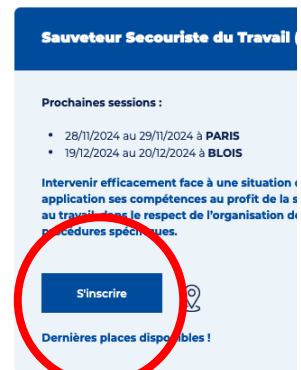 Sauveteur Secouriste du Travail (
Prochaines sessions :
• 28/11/2024 au 29/11/2024 à PARIS
• 19/12/2024 au 20/12/2024 à BLOIS
Intervenir efficacement face à une situation
application ses compétences au profit de la s
au travail, dans le respect de l'organisation de
procédures spécifiques.
S'inscrire
Dernières places disponibles !